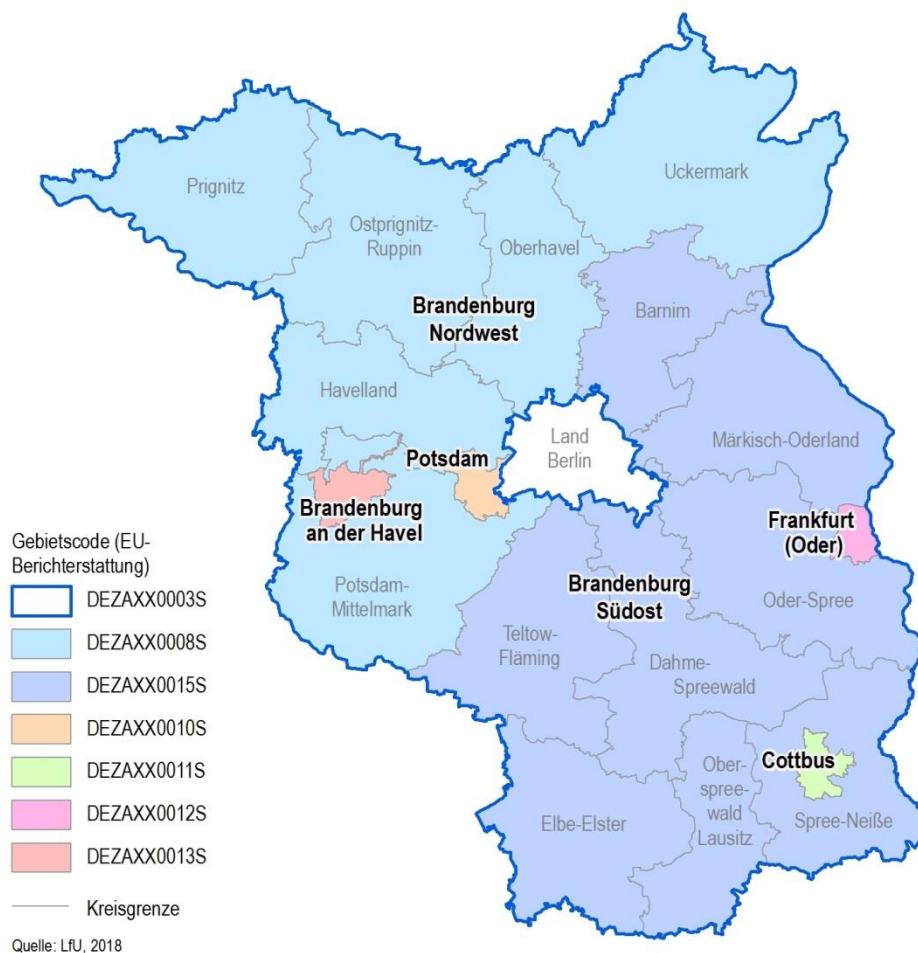 Prignitz
Ostprignitz-
Ruppin
Oberhavel
Uckermark
Brandenburg
Nordwest
Barnim
Havelland
Land
Berlin
Märkisch-Oderland
Potsdam
Brandenburg
an der Havel
Frankfurt
(Oder)
Potsdam-
Mittelmark
Brandenburg
Südost
Oder-Spree
Teltow-
Fläming
Dahme-
Spreewald
Cottbus
Ober-
spree-
wald
Lausitz
Elbe-Elster
Spree-Neiße
Gebietscode (EU-
Berichterstattung)
DEZAXX0003S
DEZAXX0008S
DEZAXX0015S
DEZAXX0010S
DEZAXX0011S
DEZAXX0012S
DEZAXX0013S
Kreisgrenze
Quelle: LfU, 2018